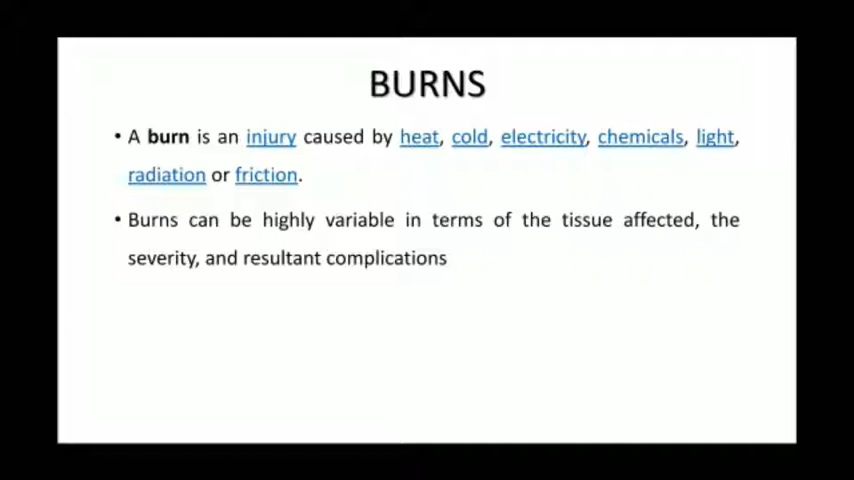 BURNS
• A burn is an injury caused by heat, cold, electricity, chemicals, light,
radiation or friction.
• Burns can be highly variable in terms of the tissue affected, the
severity, and resultant complications